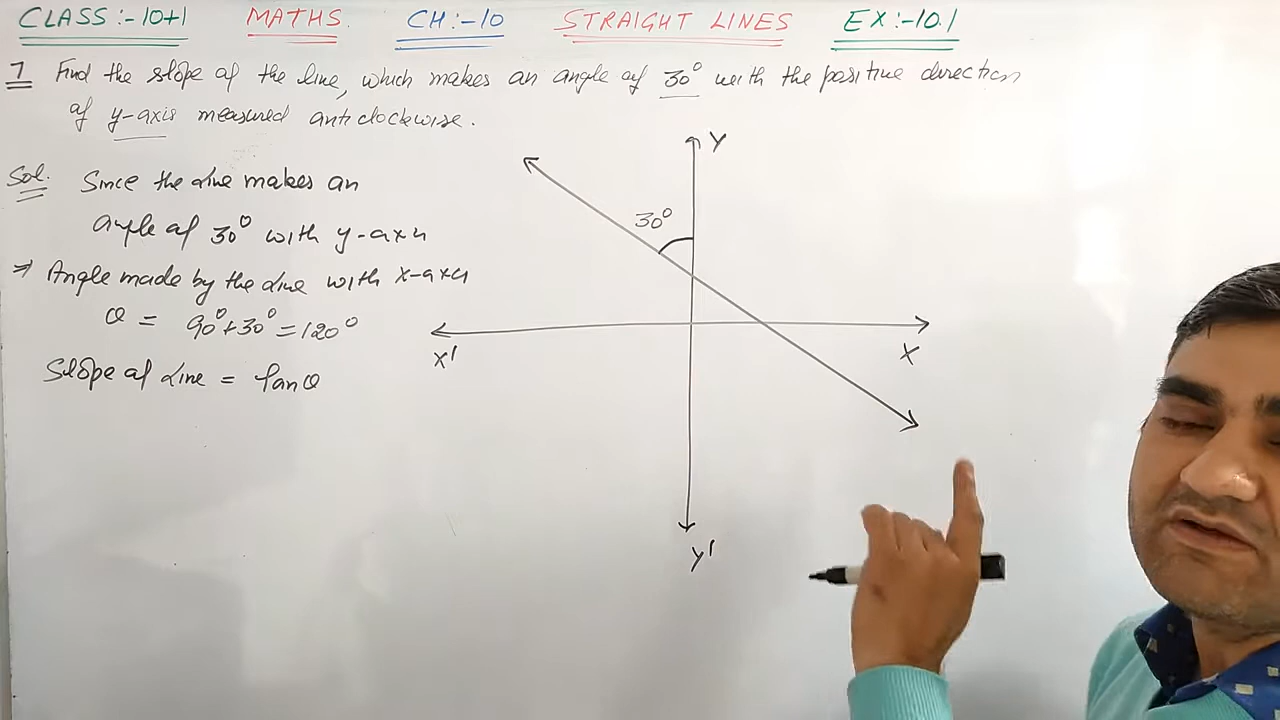 CLASS :- 10+1 MATHS. CH :- 10 STRAIGHT LINES EX :- 10.1
7 Find the slope of the line, which makes an angle of 30° with the positive direction
of y-axis measured anticlockwise.
Sol. Since the Line makes an
angle of 30° with y-axis
⇒ Angle made by the Line with x-axis
θ = 90° + 30° = 120°
Slope of Line = Tanθ
Y
30°
X'
X
Y'